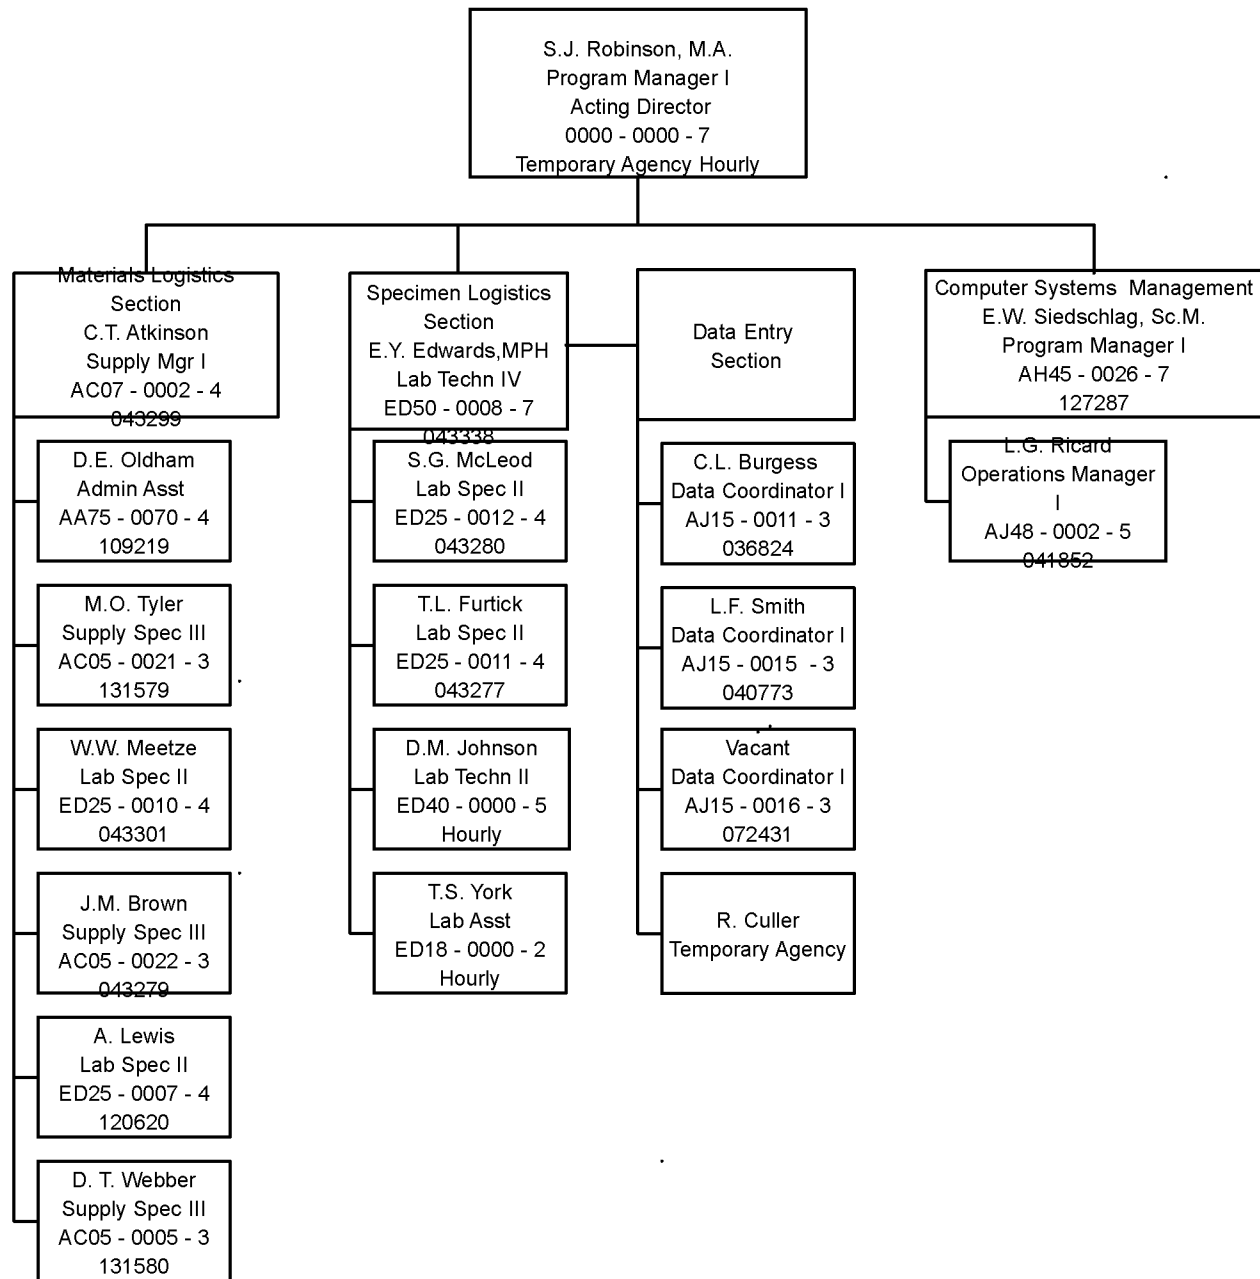 S.J. Robinson, M.A.
Program Manager I
Acting Director
0000 - 0000 - 7
Temporary Agency Hourly
Materials Logistics
Section
C.T. Atkinson
Supply Mgr I
AC07 - 0002 - 4
043299
D.E. Oldham
Admin Asst
AA75 - 0070 - 4
109219
M.O. Tyler
Supply Spec III
AC05 - 0021 - 3
131579
W.W. Meetze
Lab Spec II
ED25 - 0010 - 4
043301
J.M. Brown
Supply Spec III
AC05 - 0022 - 3
043279
A. Lewis
Lab Spec II
ED25 - 0007 - 4
120620
D. T. Webber
Supply Spec III
AC05 - 0005 - 3
131580
Specimen Logistics
Section
E.Y. Edwards,MPH
Lab Techn IV
ED50 - 0008 - 7
043338
S.G. McLeod
Lab Spec II
ED25 - 0012 - 4
043280
T.L. Furtick
Lab Spec II
ED25 - 0011 - 4
043277
D.M. Johnson
Lab Techn II
ED40 - 0000 - 5
Hourly
T.S. York
Lab Asst
ED18 - 0000 - 2
Hourly
Data Entry
Section
C.L. Burgess
Data Coordinator I
AJ15 - 0011 - 3
036824
L.F. Smith
Data Coordinator I
AJ15 - 0015  - 3
040773
Vacant
Data Coordinator I
AJ15 - 0016 - 3
072431
R. Culler
Temporary Agency
Computer Systems  Management
E.W. Siedschlag, Sc.M.
Program Manager I
AH45 - 0026 - 7
127287
L.G. Ricard
Operations Manager
I
AJ48 - 0002 - 5
041852